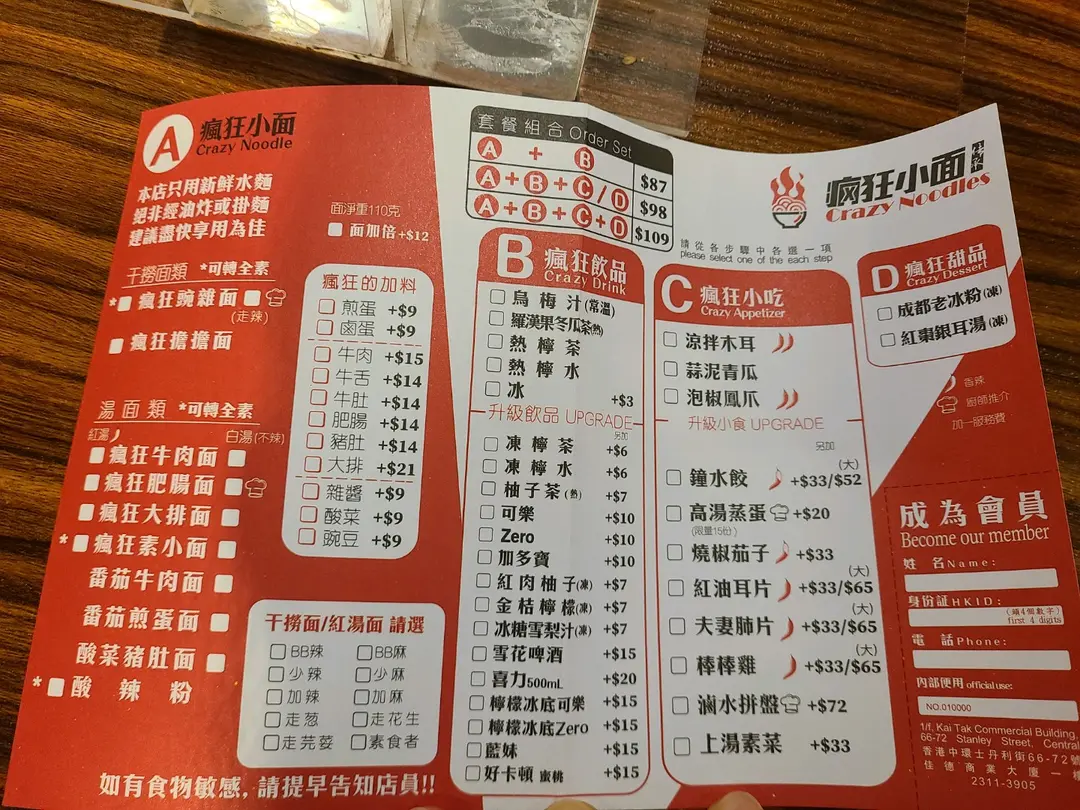 A 瘋狂小面
Crazy Noodle
本店只用新鮮水麵
絕非經油炸或掛麵
建議盡快享用為佳
面淨重110克
面加倍+$12
干撈面類 *可轉全素
*瘋狂豌雜面
(走辣)
瘋狂擔擔面
湯面類 *可轉全素
紅湯 白湯(不辣)
瘋狂牛肉面
瘋狂肥腸面
瘋狂大排面
*瘋狂素小面
番茄牛肉面
番茄煎蛋面
酸菜豬肚面
*酸辣粉
瘋狂的加料
煎蛋 +$9
鹵蛋 +$9
牛肉 +$15
牛舌 +$14
牛肚 +$14
肥腸 +$14
豬肚 +$14
大排 +$21
雜醬 +$9
酸菜 +$9
豌豆 +$9
干撈面/紅湯面 請選
BB辣 BB麻
少辣 少麻
加辣 加麻
走葱 走花生
走芫荽 素食者
如有食物敏感, 請提早告知店員!!
套餐組合 Order Set
A + B $87
A+B+C/D $98
A+B+C+D $109
請從各步驟中各選一項
please select one of the each step
瘋狂小面
Crazy Noodles
B 瘋狂飲品
Crazy Drink
烏梅汁(常溫)
羅漢果冬瓜茶(熱)
熱檸茶
熱檸水
冰 +$3
升級飲品 UPGRADE
另加
凍檸茶 +$6
凍檸水 +$6
柚子茶(熱) +$7
可樂 +$10
Zero +$10
加多寶 +$10
紅肉柚子(凍) +$7
金桔檸檬(凍) +$7
冰糖雪梨汁(凍) +$7
雪花啤酒 +$15
喜力500mL +$20
檸檬冰底可樂 +$15
檸檬冰底Zero +$15
藍妹 +$15
好卡頓 蜜桃 +$15
C 瘋狂小吃
Crazy Appetizer
涼拌木耳
蒜泥青瓜
泡椒鳳爪
升級小食 UPGRADE
另加
(大)
鐘水餃 +$33/$52
高湯蒸蛋 +$20
(限量15份)
燒椒茄子 +$33
(大)
紅油耳片 +$33/$65
(大)
夫妻肺片 +$33/$65
(大)
棒棒雞 +$33/$65
滷水拼盤 +$72
上湯素菜 +$33
D 瘋狂甜品
Crazy Dessert
成都老冰粉(凍)
紅棗銀耳湯(凍)
香辣
廚師推介
加一服務費
成為會員
Become our member
姓 名Name:
身份証HKID:
(頭4個數字)
first 4 digits
電 話Phone:
內部使用 official use:
NO.010000
1/f, Kai Tak Commercial Building,
66-72 Stanley Street, Central
香港中環士丹利街66-72號
佳德商業大廈一樓
2311-3905